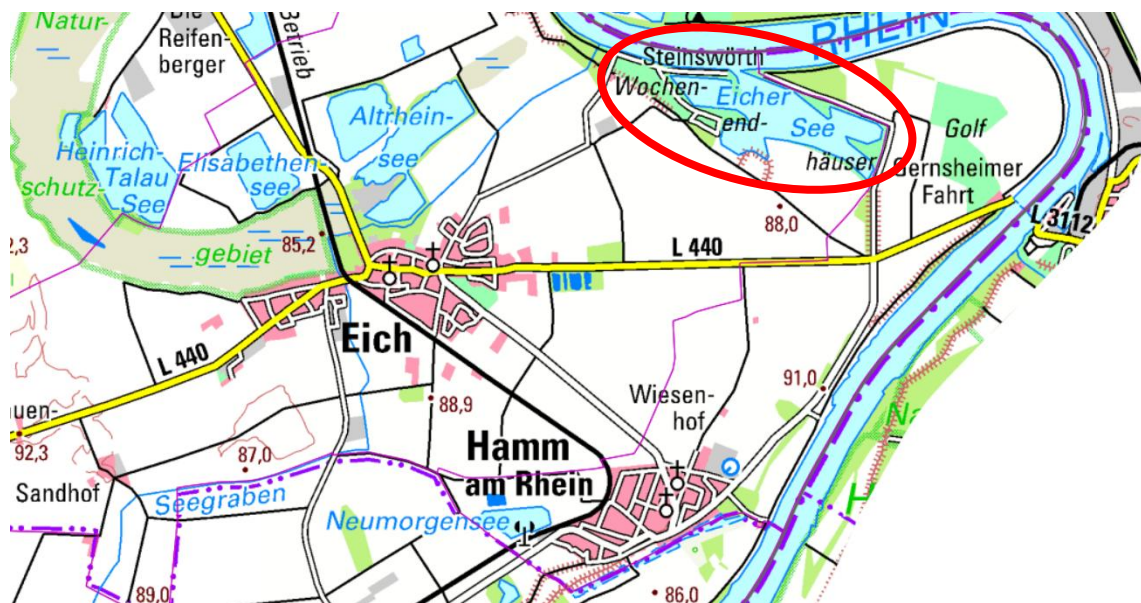 Natur-
Die
Reifen-
berger
Betrieb
RHEIN
Steinswörth
Wochen-
end-
häuser
Eicher
See
Golf
Gernsheimer
Fahrt
L 3112
Altrhein-
see
Heinrich-
Talau
See
Elisabethen-
see
schutz-
gebiet
85,2
88,0
L 440
Eich
L 440
88,9
Wiesen-
hof
91,0
92,3
87,0
Sandhof
Seegraben
Hamm
am Rhein
Neumorgensee
89,0
86,0